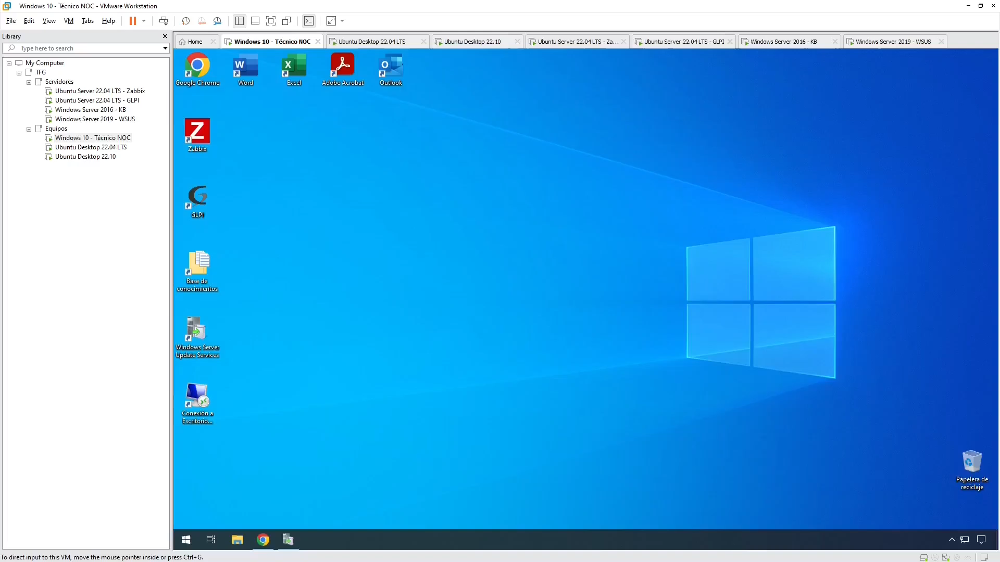 Windows 10 - Técnico NOC - VMware Workstation
File Edit View VM Tabs Help
Library
Type here to search
My Computer
TFG
Servidores
Ubuntu Server 22.04 LTS - Zabbix
Ubuntu Server 22.04 LTS - GLPI
Windows Server 2016 - KB
Windows Server 2019 - WSUS
Equipos
Windows 10 - Técnico NOC
Ubuntu Desktop 22.04 LTS
Ubuntu Desktop 22.10
Home
Windows 10 - Técnico NOC
Ubuntu Desktop 22.04 LTS
Ubuntu Desktop 22.10
Ubuntu Server 22.04 LTS - Za...
Ubuntu Server 22.04 LTS - GLPI
Windows Server 2016 - KB
Windows Server 2019 - WSUS
Google Chrome
W
Word
X
Excel
Adobe Acrobat
O
Outlook
Z
Zabbix
GLPI
Base de
conocimientos
Windows Server
Update Services
Conexión a
Escritorio...
Papelera de
reciclaje
To direct input to this VM, move the mouse pointer inside or press Ctrl+G.